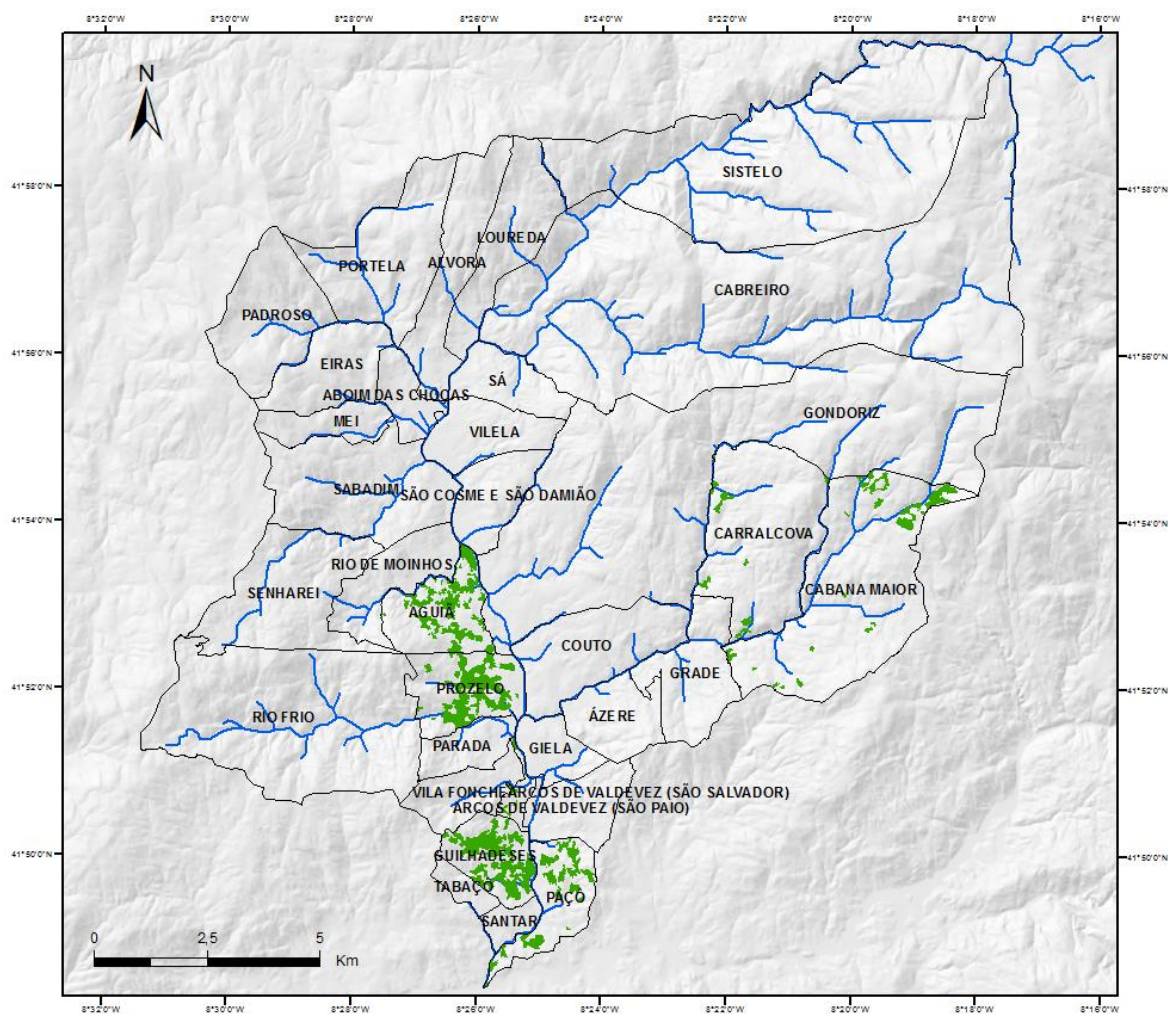 8°32'0"W 8°30'0"W 8°28'0"W 8°26'0"W 8°24'0"W 8°22'0"W 8°20'0"W 8°18'0"W 8°16'0"W
N
SISTELO
41°58'0"N 41°58'0"N
LOUREDA
ALVORA
PORTELA
CABREIRO
PADROSO
41°56'0"N 41°56'0"N
EIRAS
SÁ
ABOIM DAS CHOÇAS
GONDORIZ
MEI
VILELA
SABADIM
SÃO COSME E SÃO DAMIÃO
41°54'0"N 41°54'0"N
CARRALCOVA
RIO DE MOINHOS
SENHAREI
CABANA MAIOR
AGUIÃ
COUTO
GRADE
41°52'0"N 41°52'0"N
PROZELO
RIO FRIO
ÁZERE
PARADA
GIELA
VILA FONCHE
ARCOS DE VALDEVEZ (SÃO SALVADOR)
ARCOS DE VALDEVEZ (SÃO PAIO)
41°50'0"N 41°50'0"N
GUILHADESES
TABAÇO
PAÇÔ
SANTAR
0 2,5 5
Km
8°32'0"W 8°30'0"W 8°28'0"W 8°26'0"W 8°24'0"W 8°22'0"W 8°20'0"W 8°18'0"W 8°16'0"W